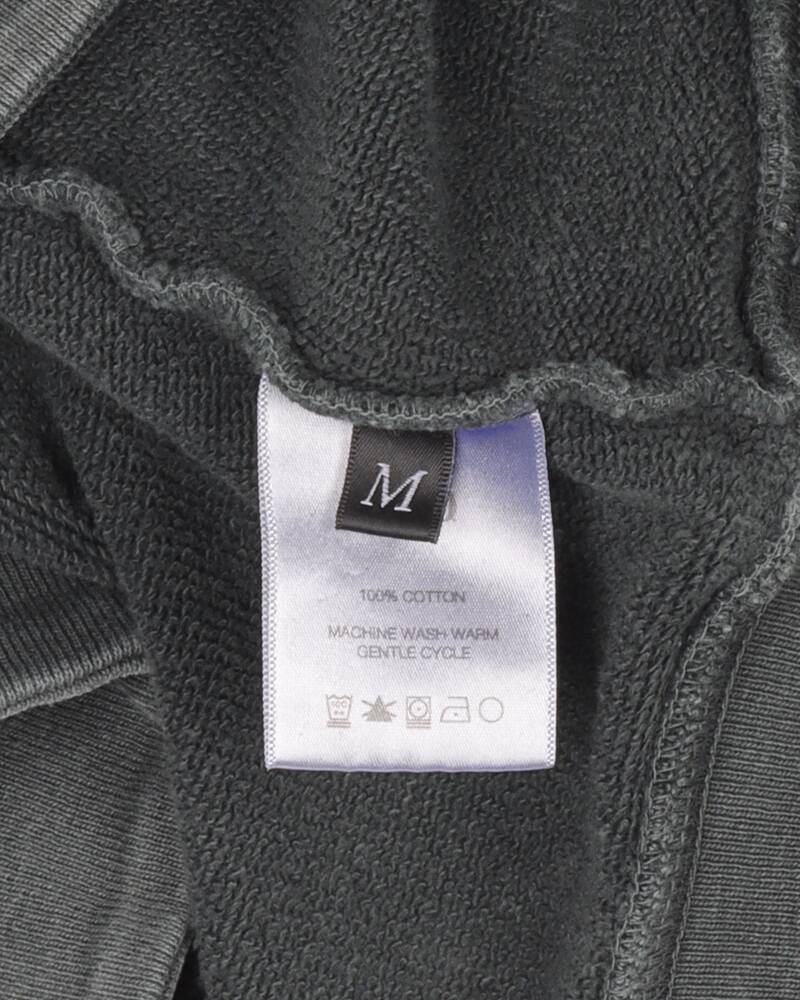 M
100% COTTON
MACHINE WASH WARM
GENTLE CYCLE